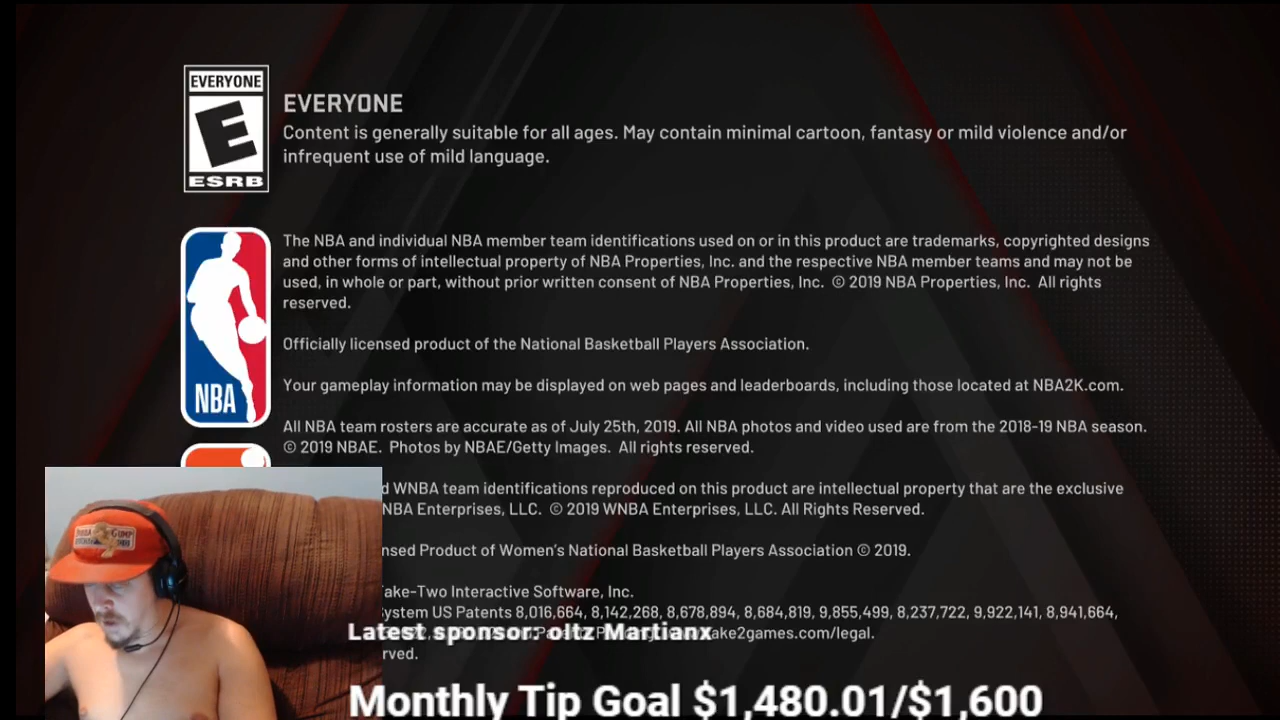 EVERYONE
E
ESRB
EVERYONE
Content is generally suitable for all ages. May contain minimal cartoon, fantasy or mild violence and/or
infrequent use of mild language.
The NBA and individual NBA member team identifications used on or in this product are trademarks, copyrighted designs
and other forms of intellectual property of NBA Properties, Inc. and the respective NBA member teams and may not be
used, in whole or part, without prior written consent of NBA Properties, Inc. © 2019 NBA Properties, Inc. All rights
reserved.
NBA
Officially licensed product of the National Basketball Players Association.
Your gameplay information may be displayed on web pages and leaderboards, including those located at NBA2K.com.
All NBA team rosters are accurate as of July 25th, 2019. All NBA photos and video used are from the 2018-19 NBA season.
© 2019 NBAE. Photos by NBAE/Getty Images. All rights reserved.
WNBA team identifications reproduced on this product are intellectual property that are the exclusive
Enterprises, LLC. © 2019 WNBA Enterprises, LLC. All Rights Reserved.
Product of Women's National Basketball Players Association © 2019.
Take-Two Interactive Software, Inc.
US Patents 8,016,664, 8,142,268, 8,678,894, 8,684,819, 9,855,499, 8,237,722, 9,922,141, 8,941,664,
Latest sponsor: oltz Martianx
Monthly Tip Goal $1,480.01/$1,600